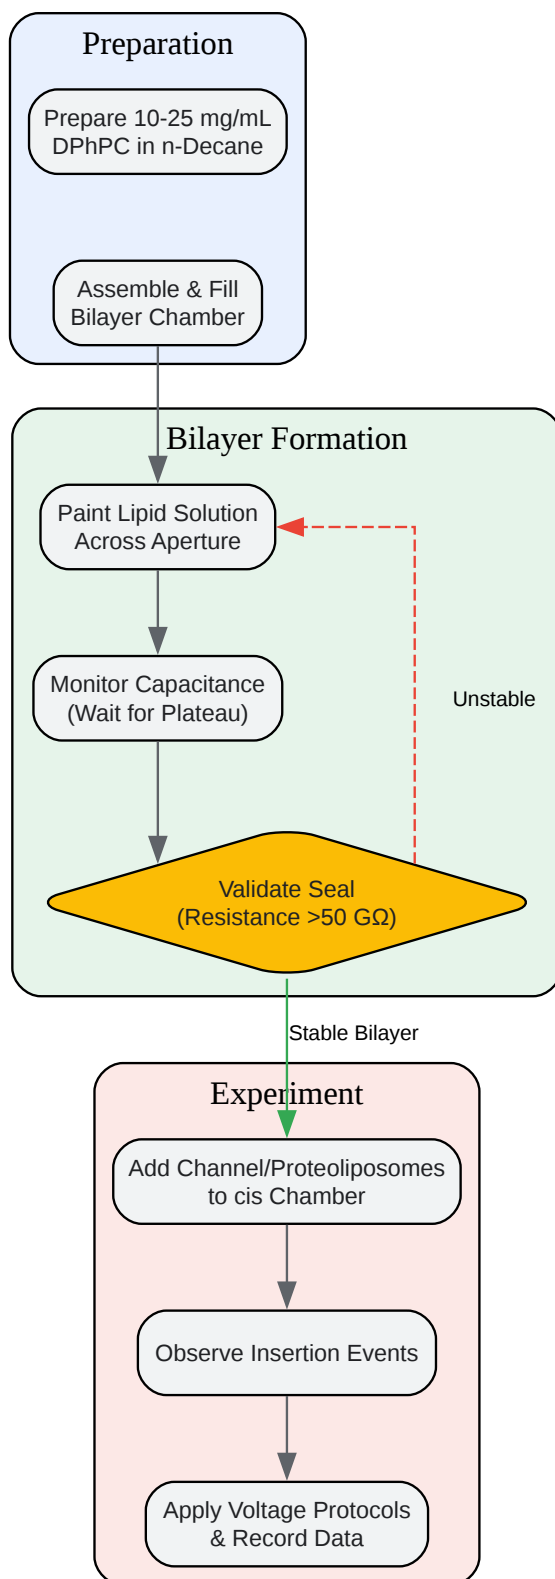 Preparation
Prepare 10-25 mg/mL
DPhPC in n-Decane
Assemble & Fill
Bilayer Chamber
Bilayer Formation
Paint Lipid Solution
Across Aperture
Monitor Capacitance
(Wait for Plateau)
Unstable
Validate Seal
(Resistance >50 GΩ)
Stable Bilayer
Experiment
Add Channel/Proteoliposomes
to cis Chamber
Observe Insertion Events
Apply Voltage Protocols
& Record Data